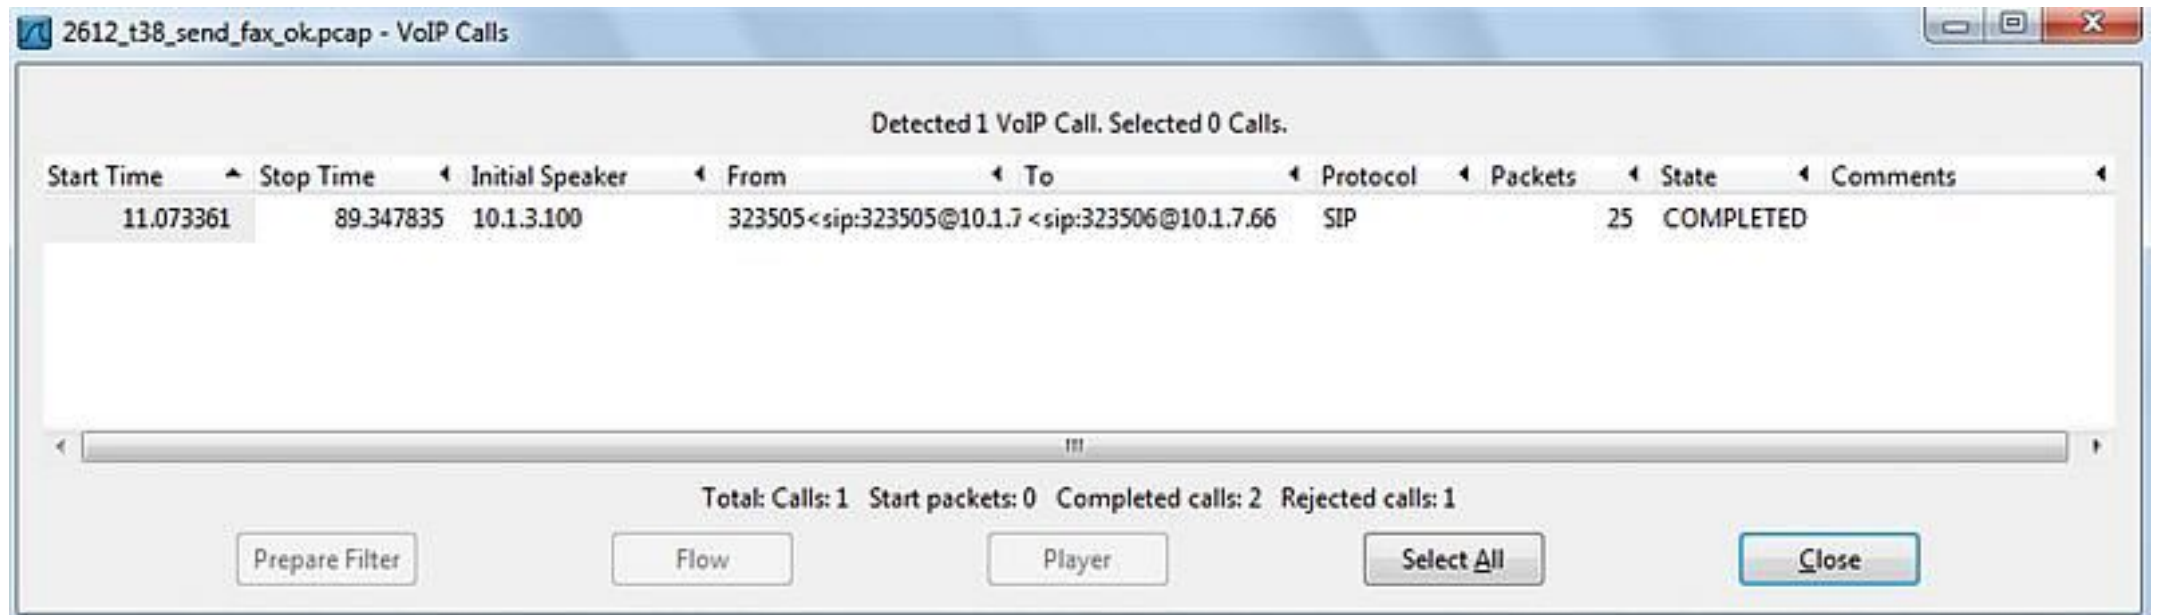 2612_t38_send_fax_ok.pcap - VoIP Calls
Detected 1 VoIP Call. Selected 0 Calls.
Start Time Stop Time Initial Speaker From To Protocol Packets State Comments
11.073361 89.347835 10.1.3.100 323505<sip:323505@10.1.7 <sip:323506@10.1.7.66 SIP 25 COMPLETED
Total: Calls: 1 Start packets: 0 Completed calls: 2 Rejected calls: 1
Prepare Filter Flow Player Select All Close